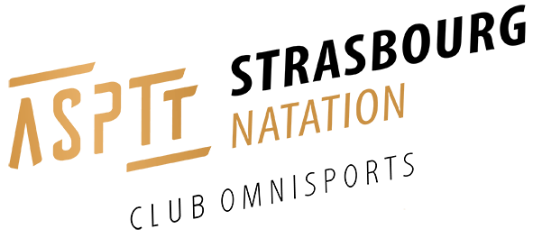 ASPTT
STRASBOURG
NATATION
CLUB OMNISPORTS